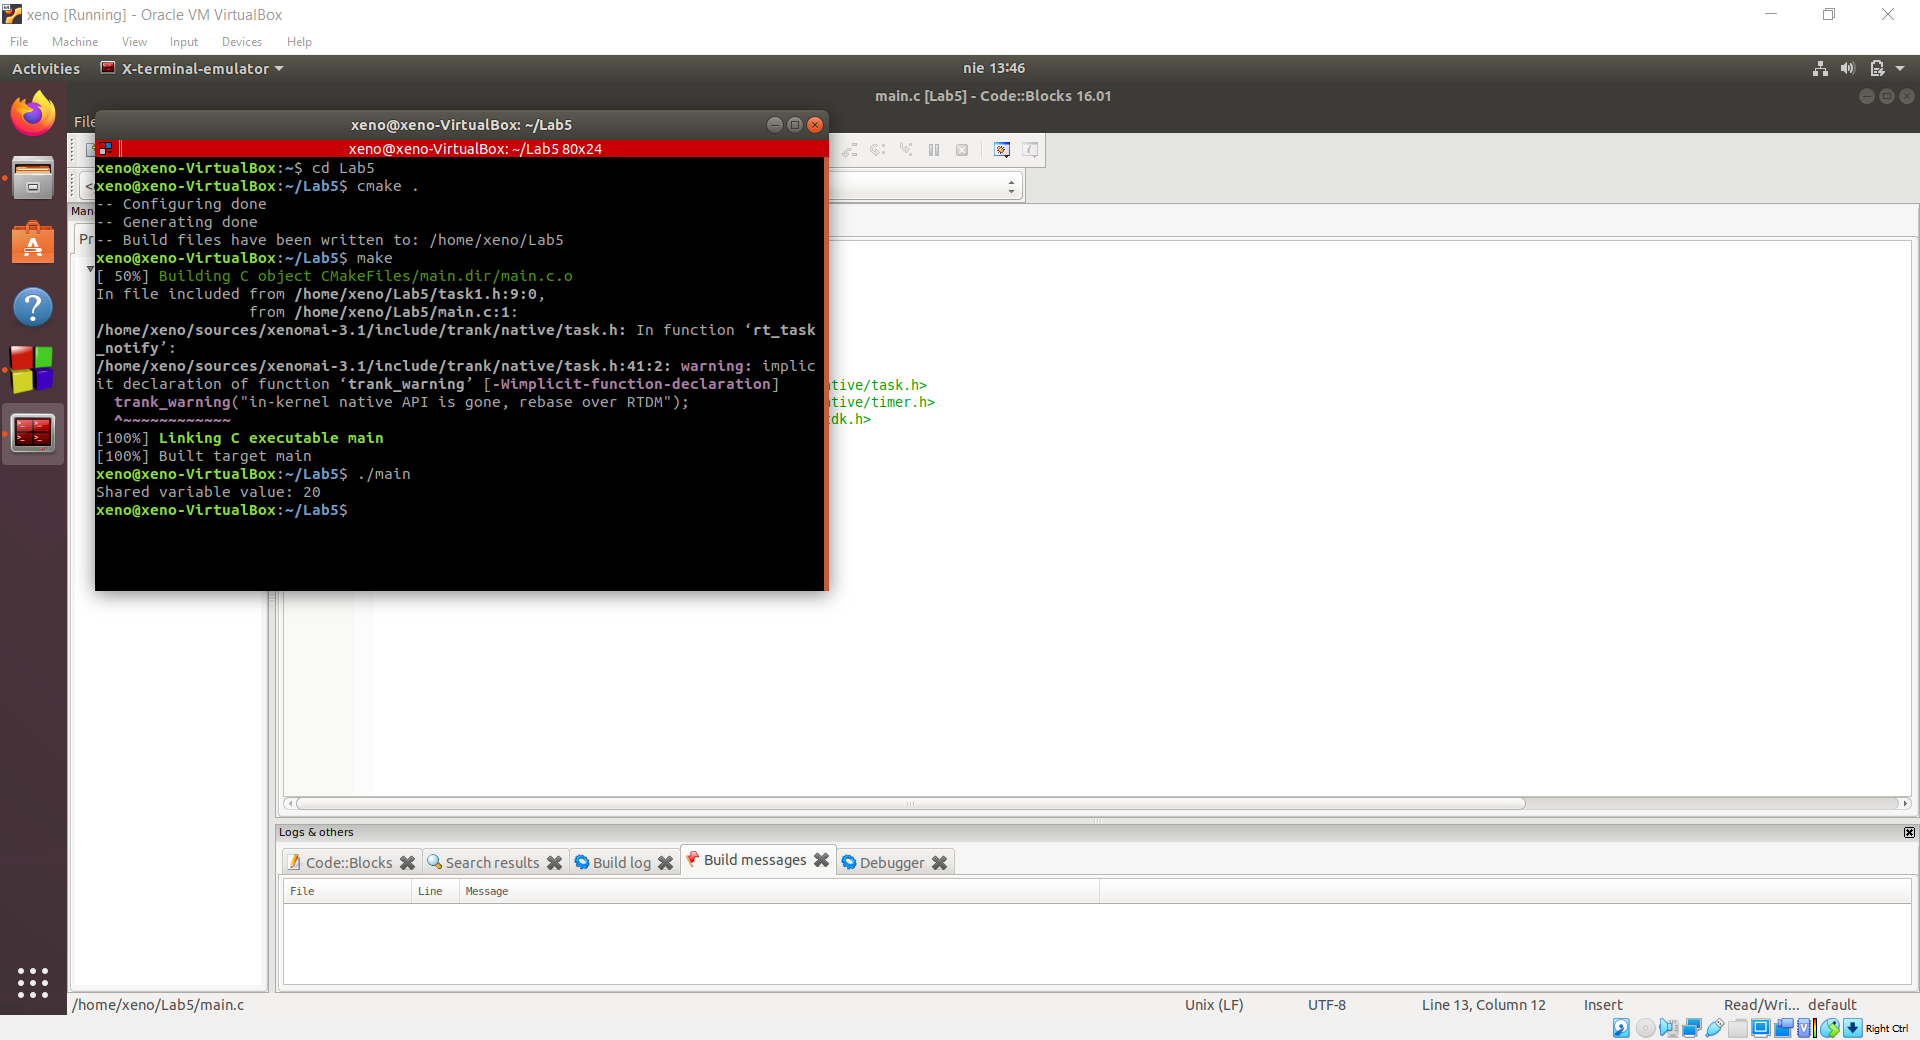 xeno [Running] - Oracle VM VirtualBox
File Machine View Input Devices Help
Activities X-terminal-emulator nie 13:46
main.c [Lab5] - Code::Blocks 16.01
File
xeno@xeno-VirtualBox: ~/Lab5
xeno@xeno-VirtualBox: ~/Lab5 80x24
xeno@xeno-VirtualBox:~$ cd Lab5
xeno@xeno-VirtualBox:~/Lab5$ cmake .
-- Configuring done
-- Generating done
-- Build files have been written to: /home/xeno/Lab5
xeno@xeno-VirtualBox:~/Lab5$ make
[ 50%] Building C object CMakeFiles/main.dir/main.c.o
In file included from /home/xeno/Lab5/task1.h:9:0,
                 from /home/xeno/Lab5/main.c:1:
/home/xeno/sources/xenomai-3.1/include/trank/native/task.h: In function ‘rt_task
_notify’:
/home/xeno/sources/xenomai-3.1/include/trank/native/task.h:41:2: warning: implic
it declaration of function ‘trank_warning’ [-Wimplicit-function-declaration]
  trank_warning("in-kernel native API is gone, rebase over RTDM");
  ^~~~~~~~~~~~~
[100%] Linking C executable main
[100%] Built target main
xeno@xeno-VirtualBox:~/Lab5$ ./main
Shared variable value: 20
xeno@xeno-VirtualBox:~/Lab5$
Man
Pr
tive/task.h>
ative/timer.h>
dk.h>
Logs & others
Code::Blocks Search results Build log Build messages Debugger
File Line Message
/home/xeno/Lab5/main.c Unix (LF) UTF-8 Line 13, Column 12 Insert Read/Wri... default
Right Ctrl